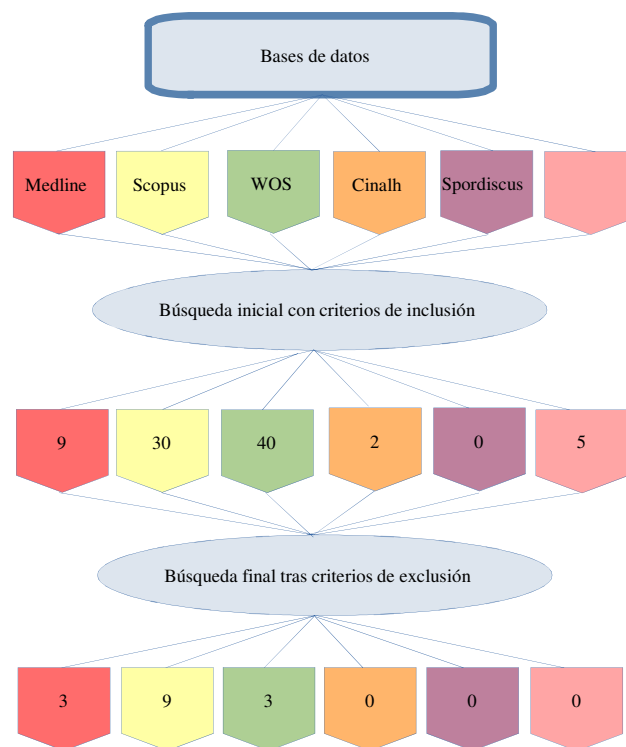 Bases de datos
Medline
Scopus
WOS
Cinalh
Spordiscus
Búsqueda inicial con criterios de inclusión
9
30
40
2
0
5
Búsqueda final tras criterios de exclusión
3
9
3
0
0
0